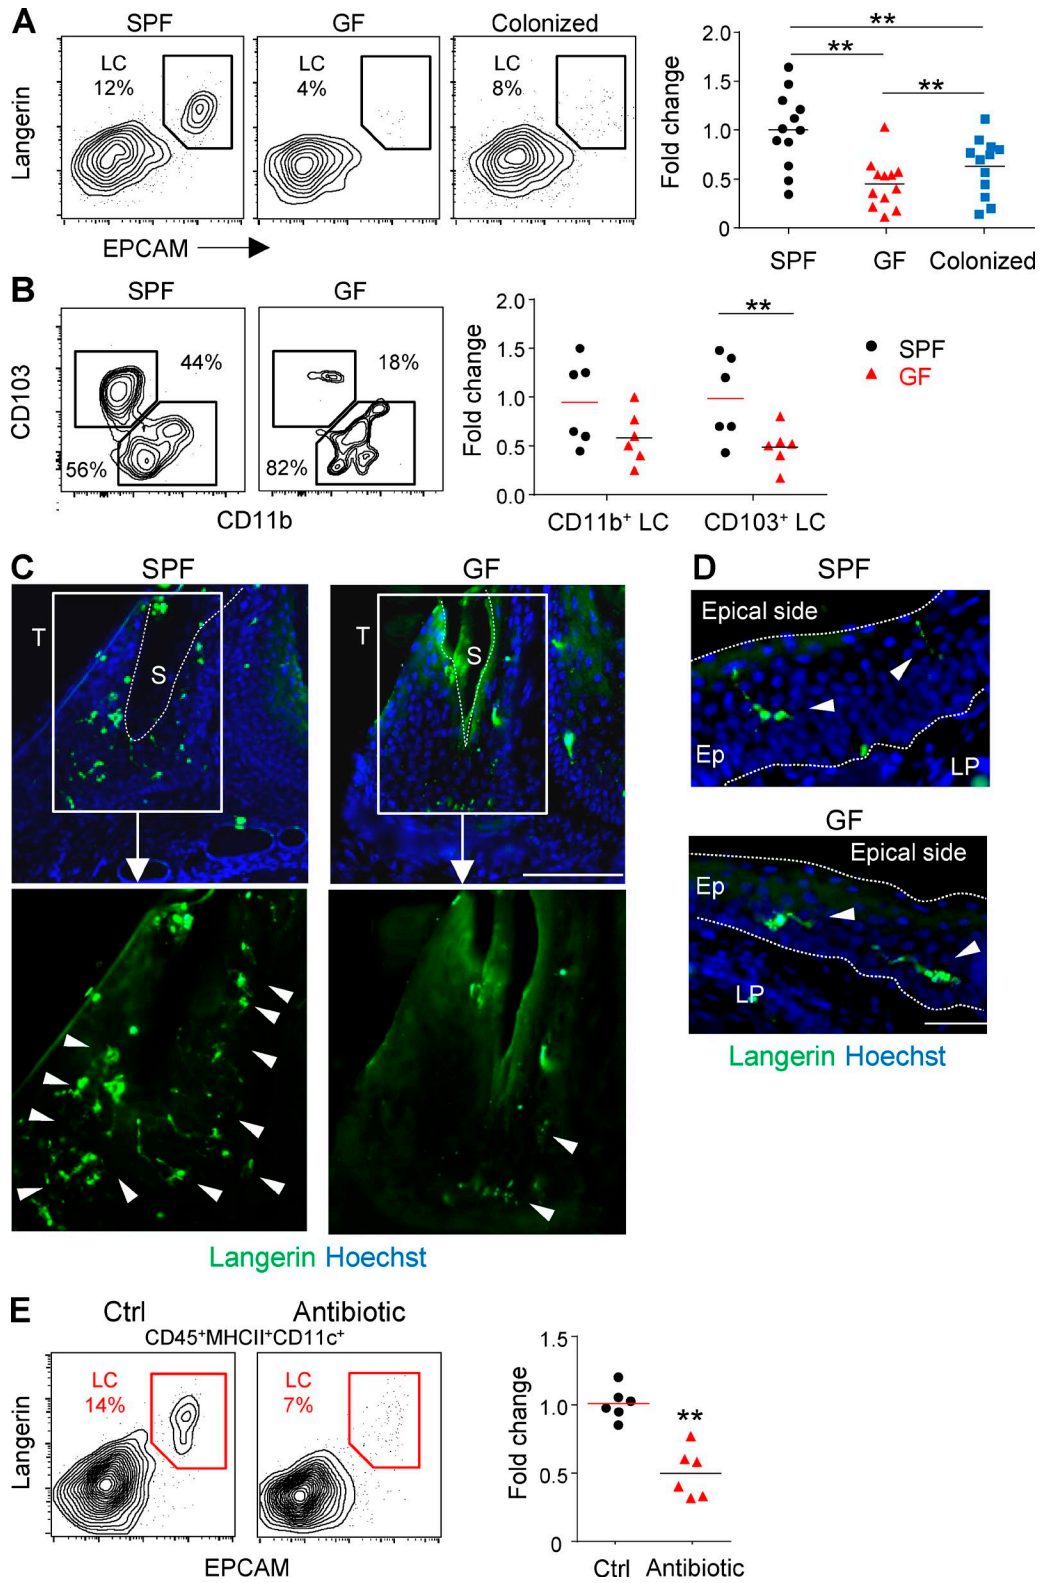 A
SPF
GF
Colonized
LC
12%
LC
4%
LC
8%
Langerin
EPCAM
Fold change
2.0
1.5
1.0
0.5
0
**
**
**
SPF
GF
Colonized
B
SPF
GF
44%
56%
18%
82%
CD103
CD11b
Fold change
2.0
1.5
1.0
0.5
0.0
**
CD11b⁺ LC
CD103⁺ LC
SPF
GF
C
SPF
GF
T
S
T
S
Langerin Hoechst
D
SPF
Epical side
Ep
LP
GF
Epical side
Ep
LP
Langerin Hoechst
E
Ctrl
Antibiotic
CD45⁺MHCII⁺CD11c⁺
LC
14%
LC
7%
Langerin
EPCAM
Fold change
1.5
1.0
0.5
0
**
Ctrl
Antibiotic